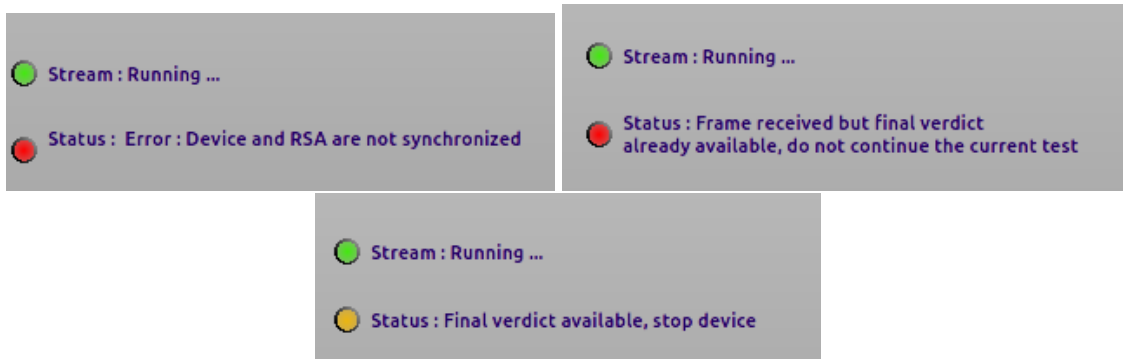 Stream : Running ...
Status :  Error : Device and RSA are not synchronized
Stream : Running ...
Status : Frame received but final verdict
already available, do not continue the current test
Stream : Running ...
Status : Final verdict available, stop device